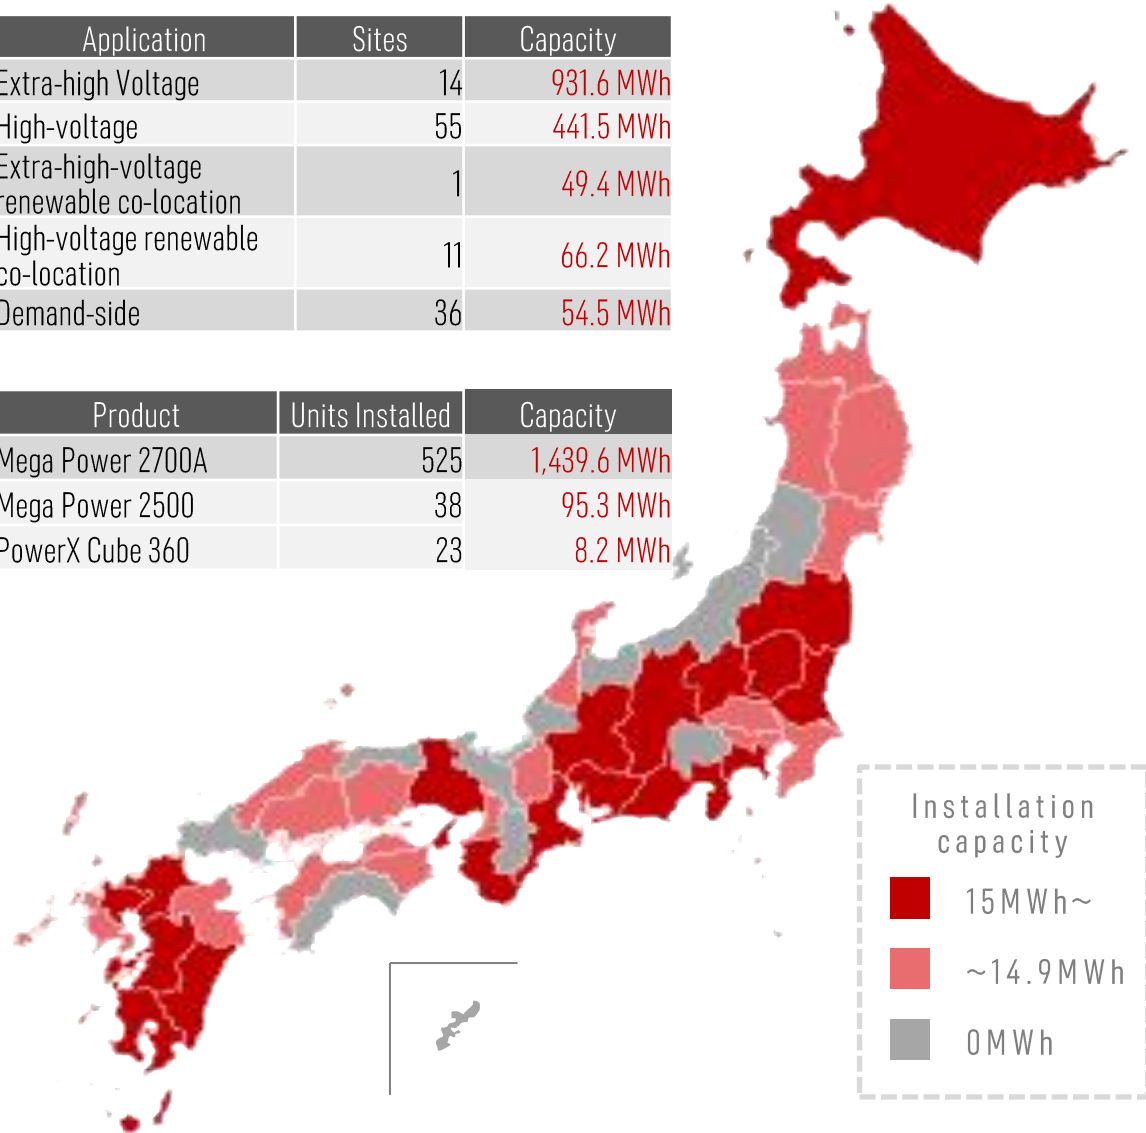 Application Sites Capacity
Extra-high Voltage 14 931.6 MWh
High-voltage 55 441.5 MWh
Extra-high-voltage
renewable co-location 1 49.4 MWh
High-voltage renewable
co-location 11 66.2 MWh
Demand-side 36 54.5 MWh
Product Units Installed Capacity
Mega Power 2700A 525 1,439.6 MWh
Mega Power 2500 38 95.3 MWh
PowerX Cube 360 23 8.2 MWh
Installation
capacity
15MWh~
~14.9MWh
0MWh